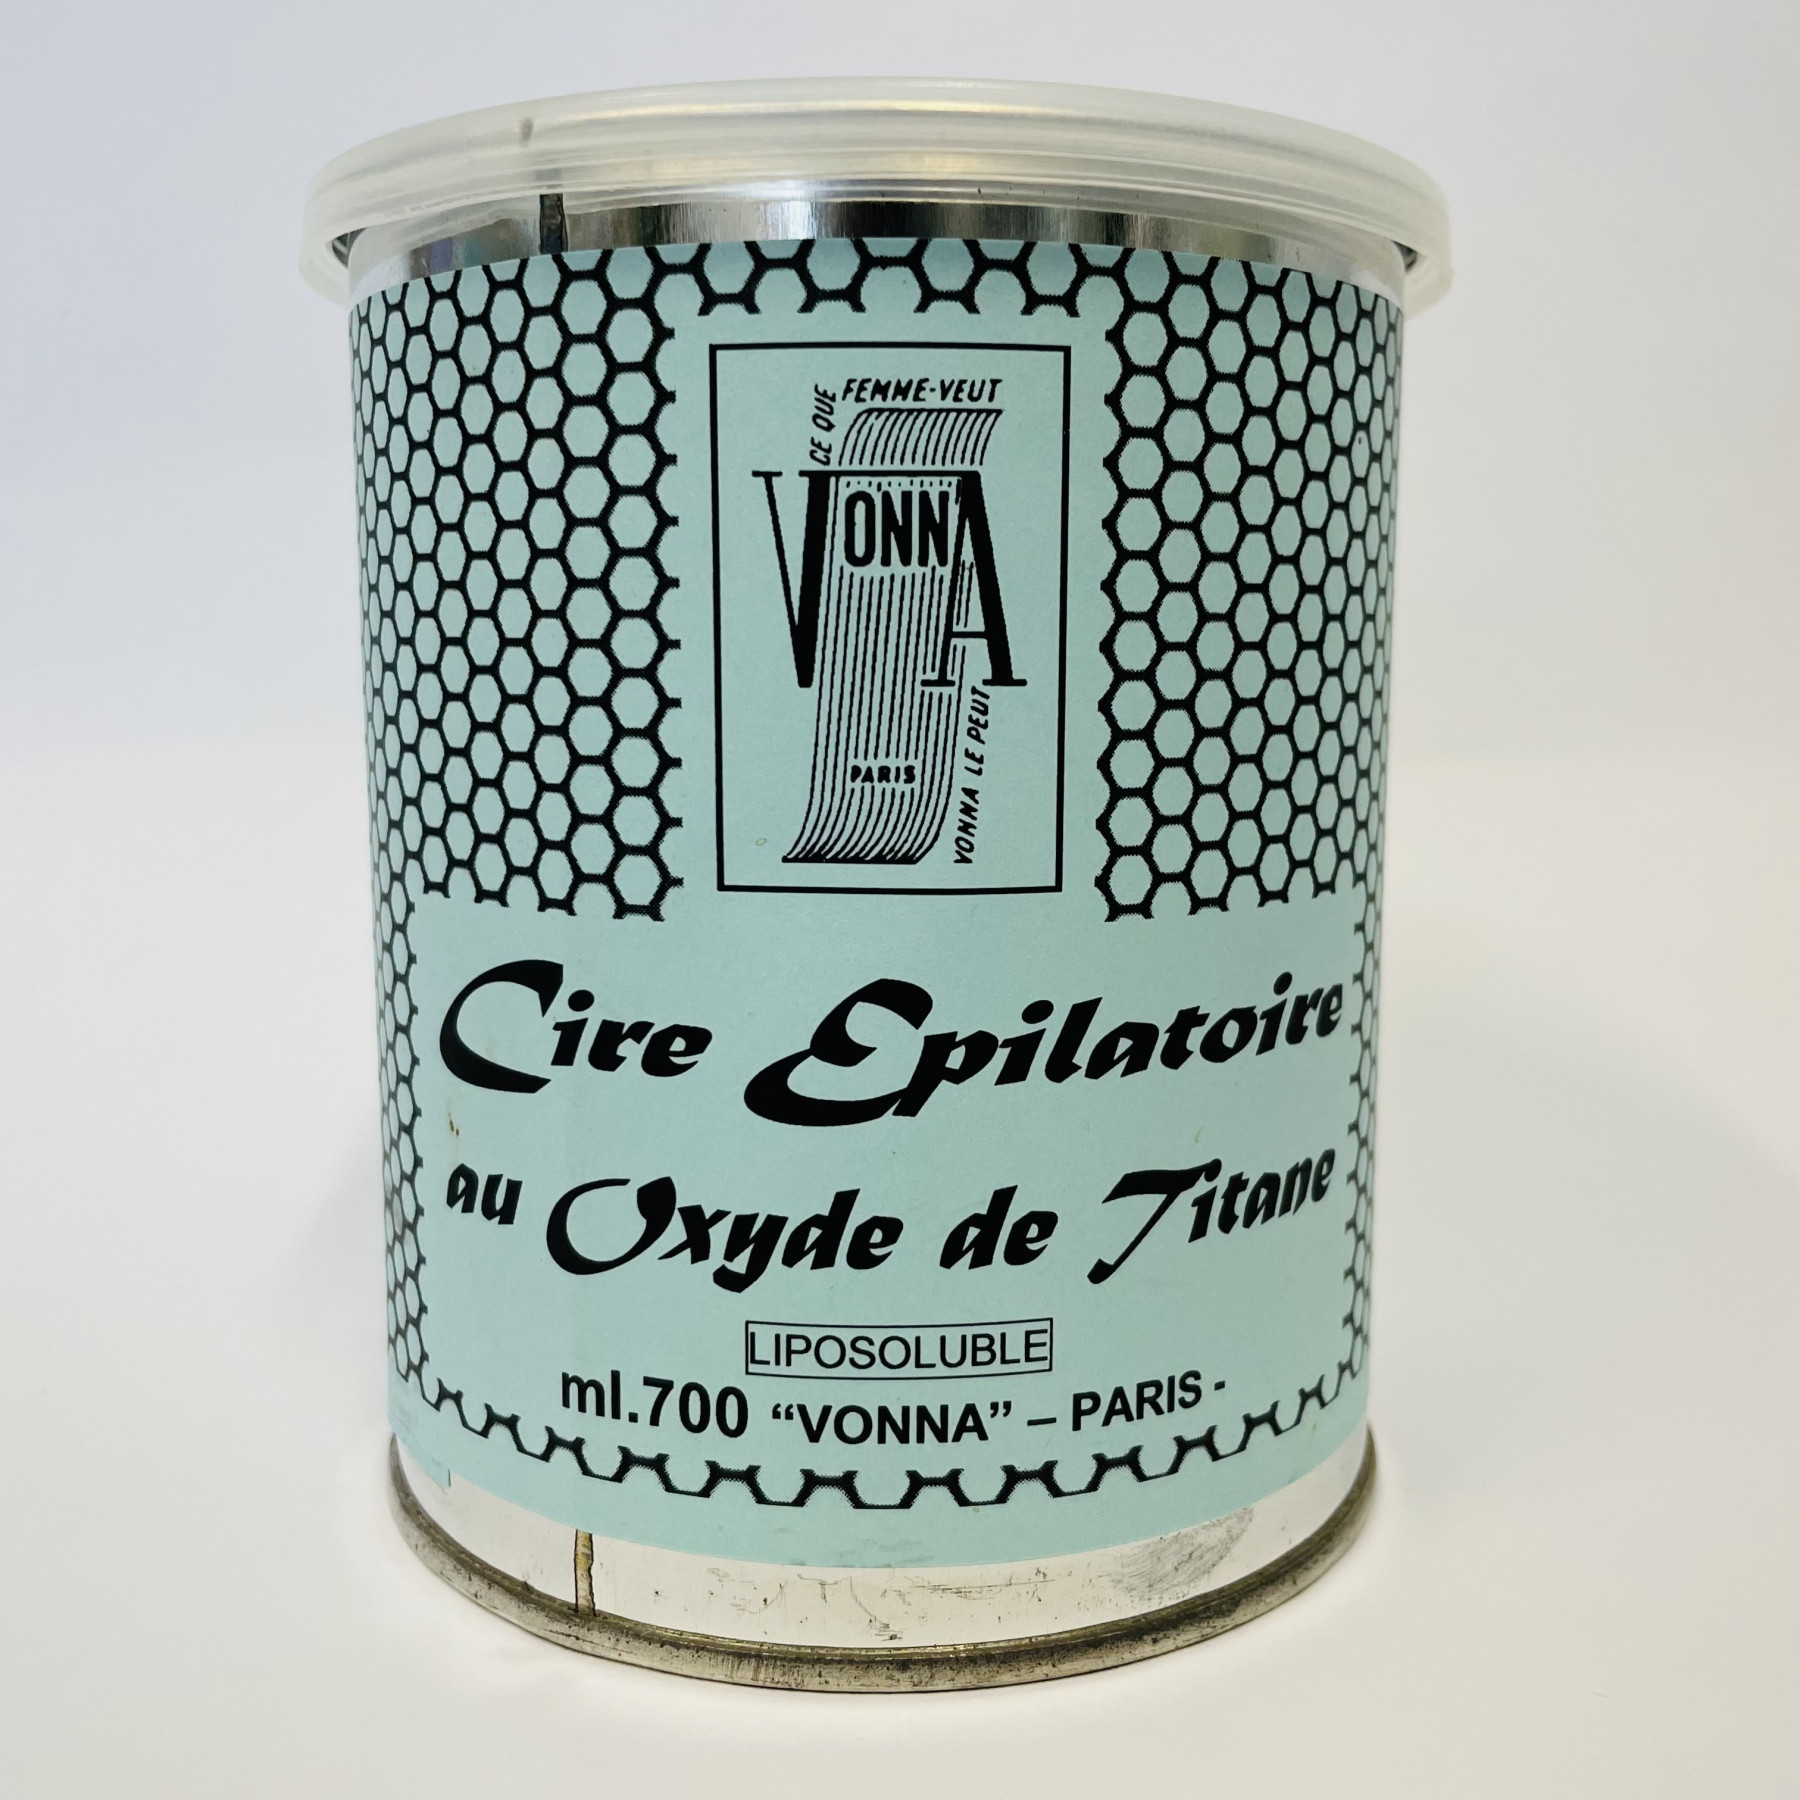 CE QUE FEMME-VEUT
VONNA
PARIS
VONNA LE PEUT
Cire Epilatoire
au Oxyde de Titane
LIPOSOLUBLE
ml.700 “VONNA” – PARIS -